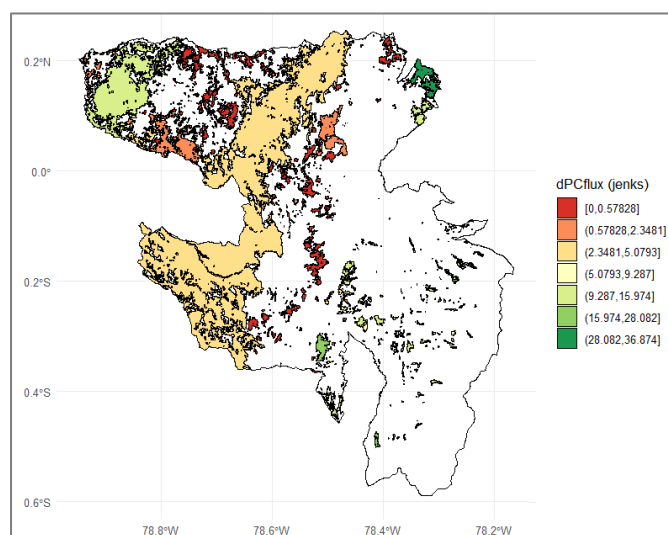 0.2°N
0.0°
0.2°S
0.4°S
0.6°S
78.8°W
78.6°W
78.4°W
78.2°W
dPCflux (jenks)
[0,0.57828]
(0.57828,2.3481]
(2.3481,5.0793]
(5.0793,9.287]
(9.287,15.974]
(15.974,28.082]
(28.082,36.874]